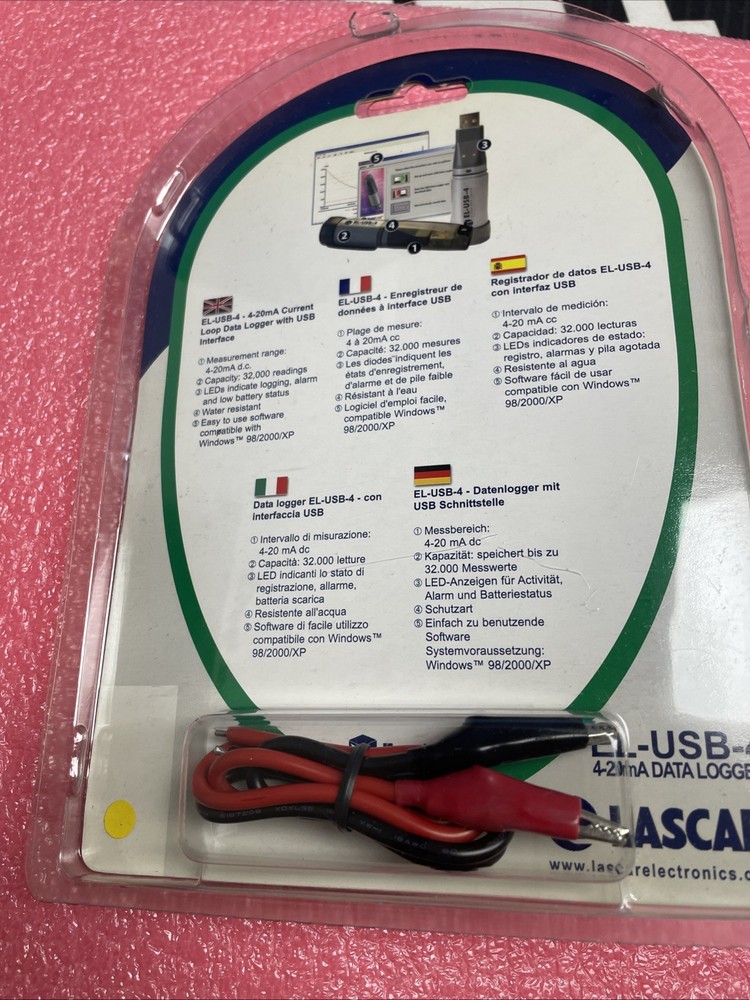 EL-USB-4
EL-USB-4 - 4-20mA Current
Loop Data Logger with USB
Interface
① Measurement range:
4-20mA d.c.
② Capacity: 32,000 readings
③ LEDs indicate logging, alarm
and low battery status
④ Water resistant
⑤ Easy to use software
compatible with
Windows™ 98/2000/XP
EL-USB-4 - Enregistreur de
données à interface USB
① Plage de mesure:
4 à 20mA cc
② Capacité: 32.000 mesures
③ Les diodes indiquent les
états d'enregistrement,
d'alarme et de pile faible
④ Résistant à l'eau
⑤ Logiciel d'emploi facile,
compatible Windows™
98/2000/XP
Registrador de datos EL-USB-4
con interfaz USB
① Intervalo de medición:
4-20 mA cc
② Capacidad: 32.000 lecturas
③ LEDs indicadores de estado:
registro, alarmas y pila agotada
④ Resistente al agua
⑤ Software fácil de usar
compatible con Windows™
98/2000/XP
Data logger EL-USB-4 - con
interfaccia USB
① Intervallo di misurazione:
4-20 mA dc
② Capacità: 32.000 letture
③ LED indicanti lo stato di
registrazione, allarme,
batteria scarica
④ Resistente all'acqua
⑤ Software di facile utilizzo
compatibile con Windows™
98/2000/XP
EL-USB-4 - Datenlogger mit
USB Schnittstelle
① Messbereich:
4-20 mA dc
② Kapazität: speichert bis zu
32.000 Messwerte
③ LED-Anzeigen für Activität,
Alarm und Batteriestatus
④ Schutzart
⑤ Einfach zu benutzende
Software
Systemvoraussetzung:
Windows™ 98/2000/XP
EL-USB-4
4-20mA DATA LOGGE
LASCAR
www.lascarelectronics.c